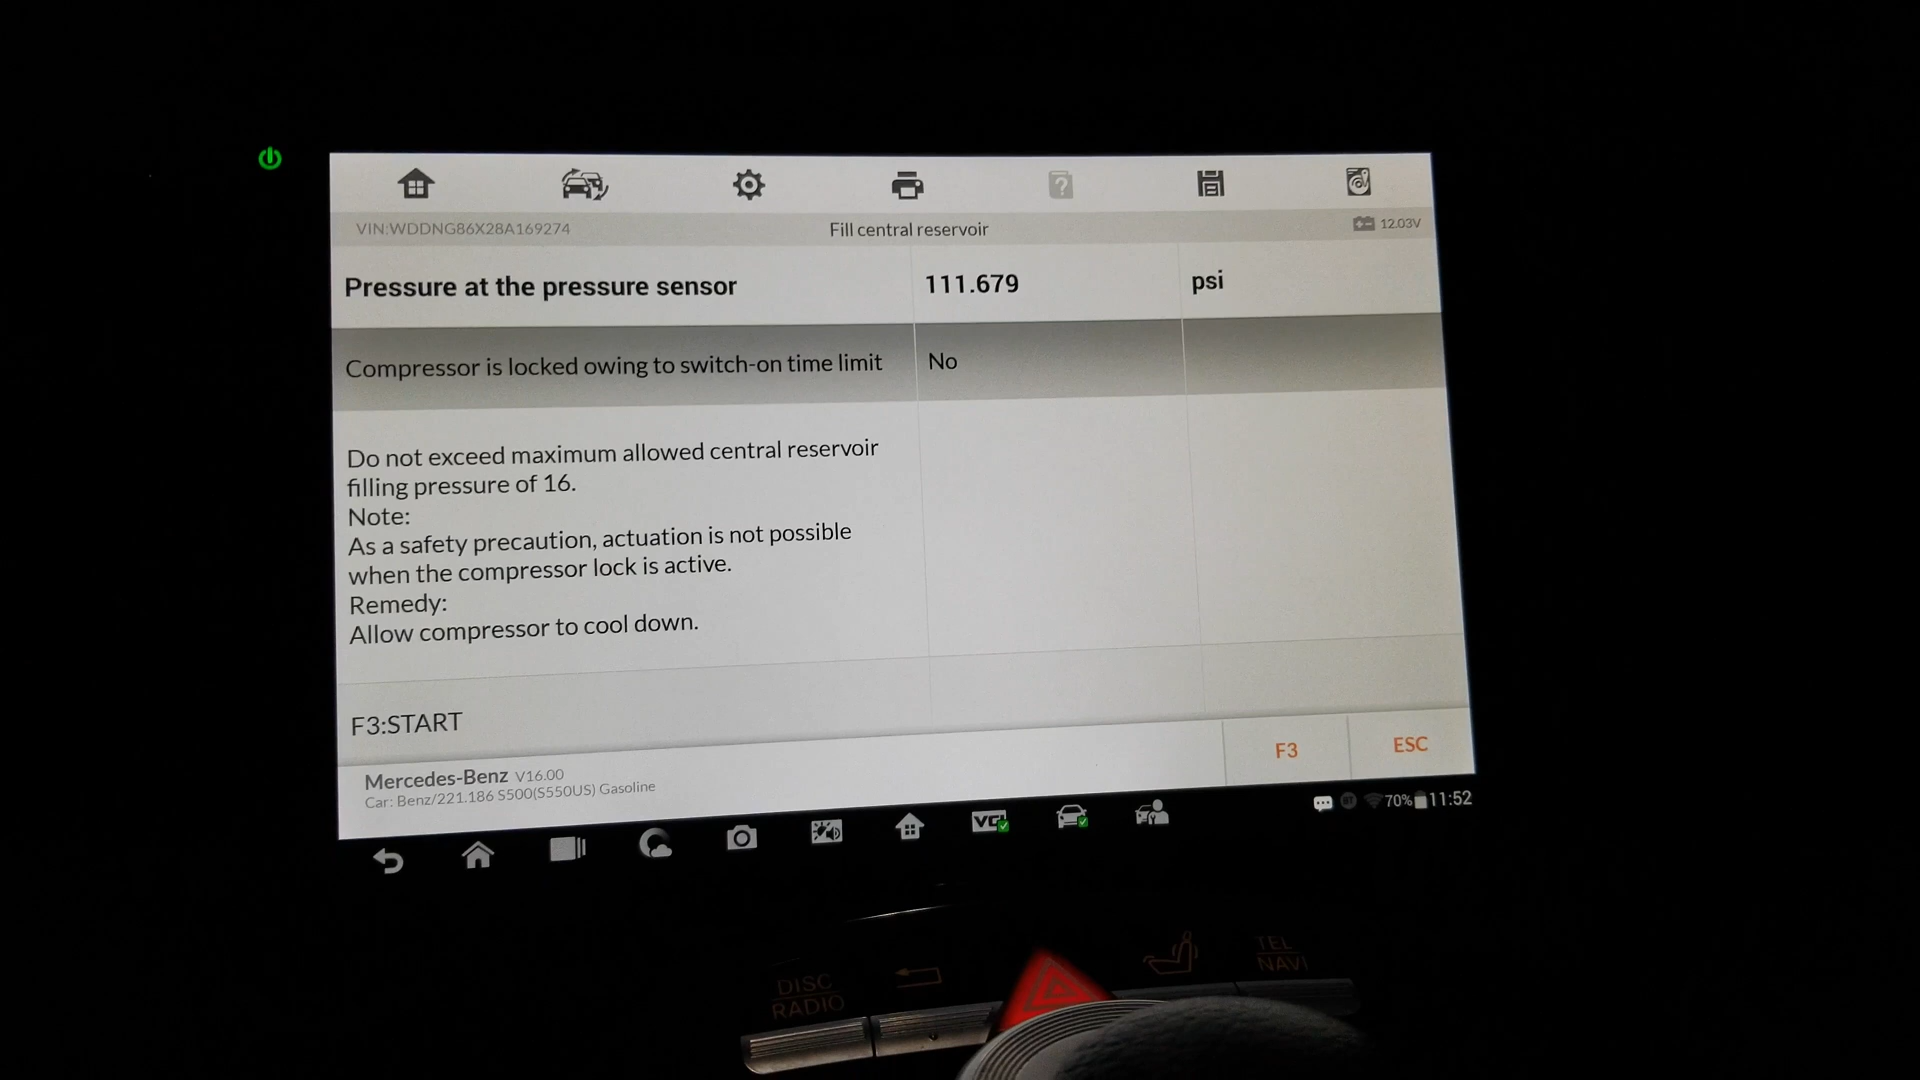 VIN:WDDNG86X28A169274
Fill central reservoir
12.03V
Pressure at the pressure sensor
111.679
psi
Compressor is locked owing to switch-on time limit
No
Do not exceed maximum allowed central reservoir
filling pressure of 16.
Note:
As a safety precaution, actuation is not possible
when the compressor lock is active.
Remedy:
Allow compressor to cool down.
F3:START
F3
ESC
Mercedes-Benz V16.00
Car: Benz/221.186 S500(S550US) Gasoline
VCI
70%
11:52
DISC
RADIO
TEL
NAVI